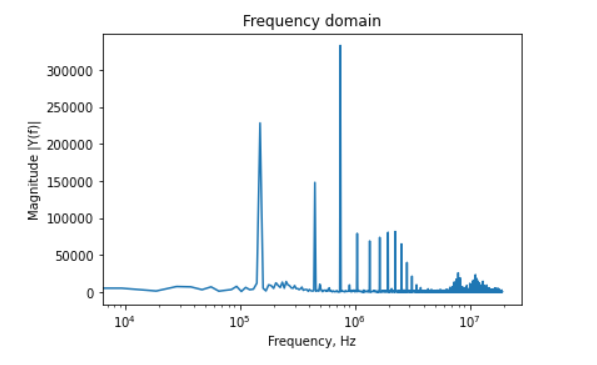 Frequency domain
Magnitude |Y(f)|
300000
250000
200000
150000
100000
50000
0
10⁴ 10⁵ 10⁶ 10⁷
Frequency, Hz